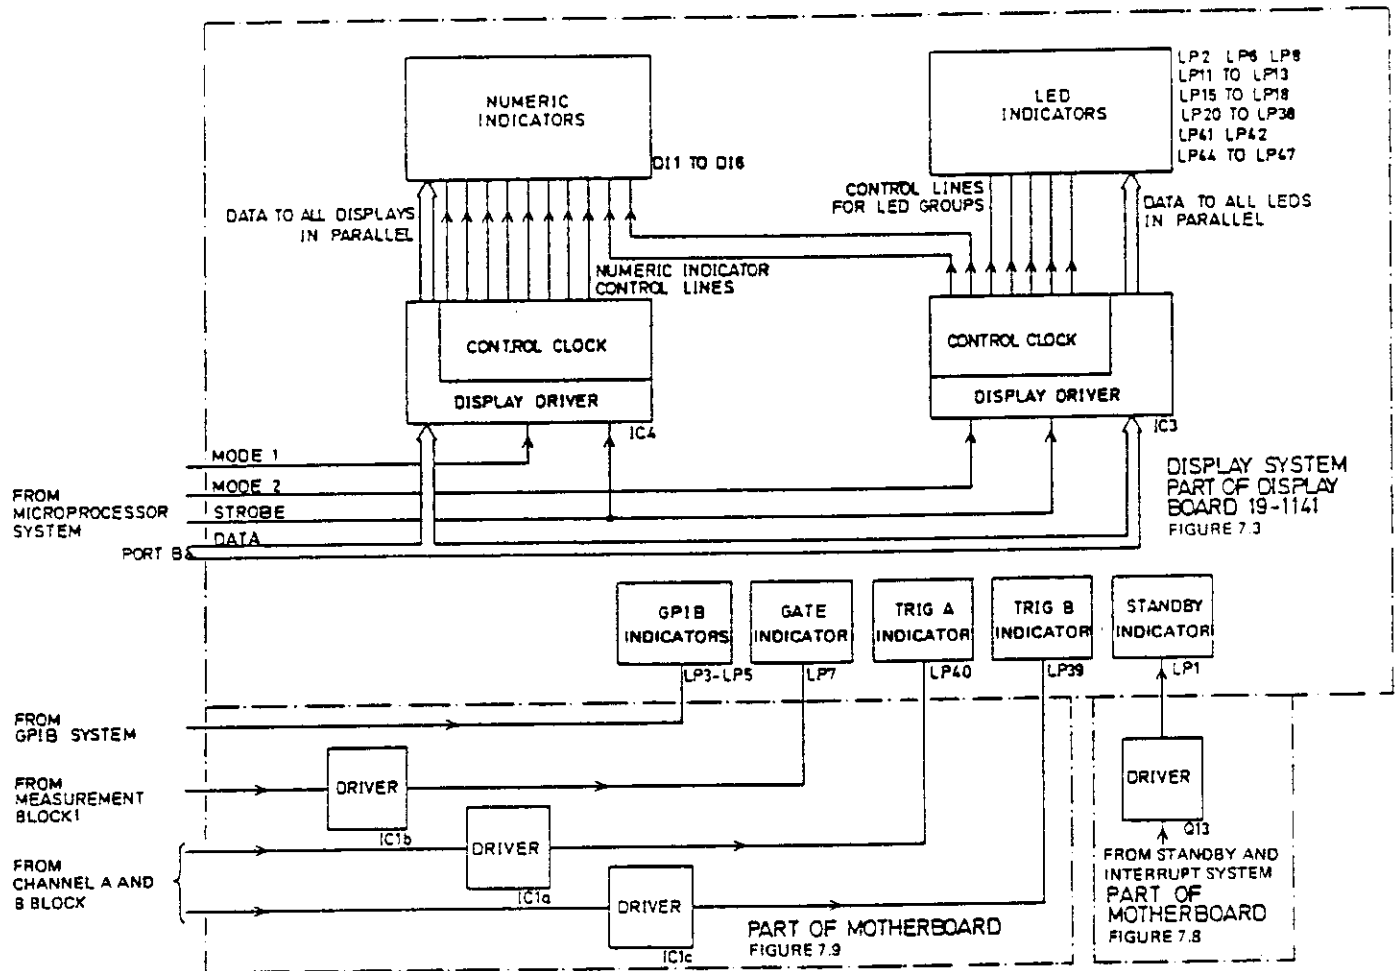 NUMERIC
INDICATORS
DI1 TO DI6
LED
INDICATORS
LP2 LP6 LP8
LP11 TO LP13
LP15 TO LP18
LP20 TO LP38
LP41 LP42
LP44 TO LP47
DATA TO ALL DISPLAYS
IN PARALLEL
CONTROL LINES
FOR LED GROUPS
DATA TO ALL LEDS
IN PARALLEL
NUMERIC INDICATOR
CONTROL LINES
CONTROL CLOCK
DISPLAY DRIVER
IC4
CONTROL CLOCK
DISPLAY DRIVER
IC3
FROM
MICROPROCESSOR
SYSTEM
MODE 1
MODE 2
STROBE
DATA
PORT B
DISPLAY SYSTEM
PART OF DISPLAY
BOARD 19-1141
FIGURE 7.3
GPIB
INDICATORS
LP3-LP5
GATE
INDICATOR
LP7
TRIG A
INDICATOR
LP40
TRIG B
INDICATOR
LP39
STANDBY
INDICATOR
LP1
FROM
GPIB SYSTEM
FROM
MEASUREMENT
BLOCK 1
DRIVER
IC1b
FROM
CHANNEL A AND
B BLOCK
DRIVER
IC1a
DRIVER
IC1c
PART OF MOTHERBOARD
FIGURE 7.9
DRIVER
Q13
FROM STANDBY AND
INTERRUPT SYSTEM
PART OF
MOTHERBOARD
FIGURE 7.8